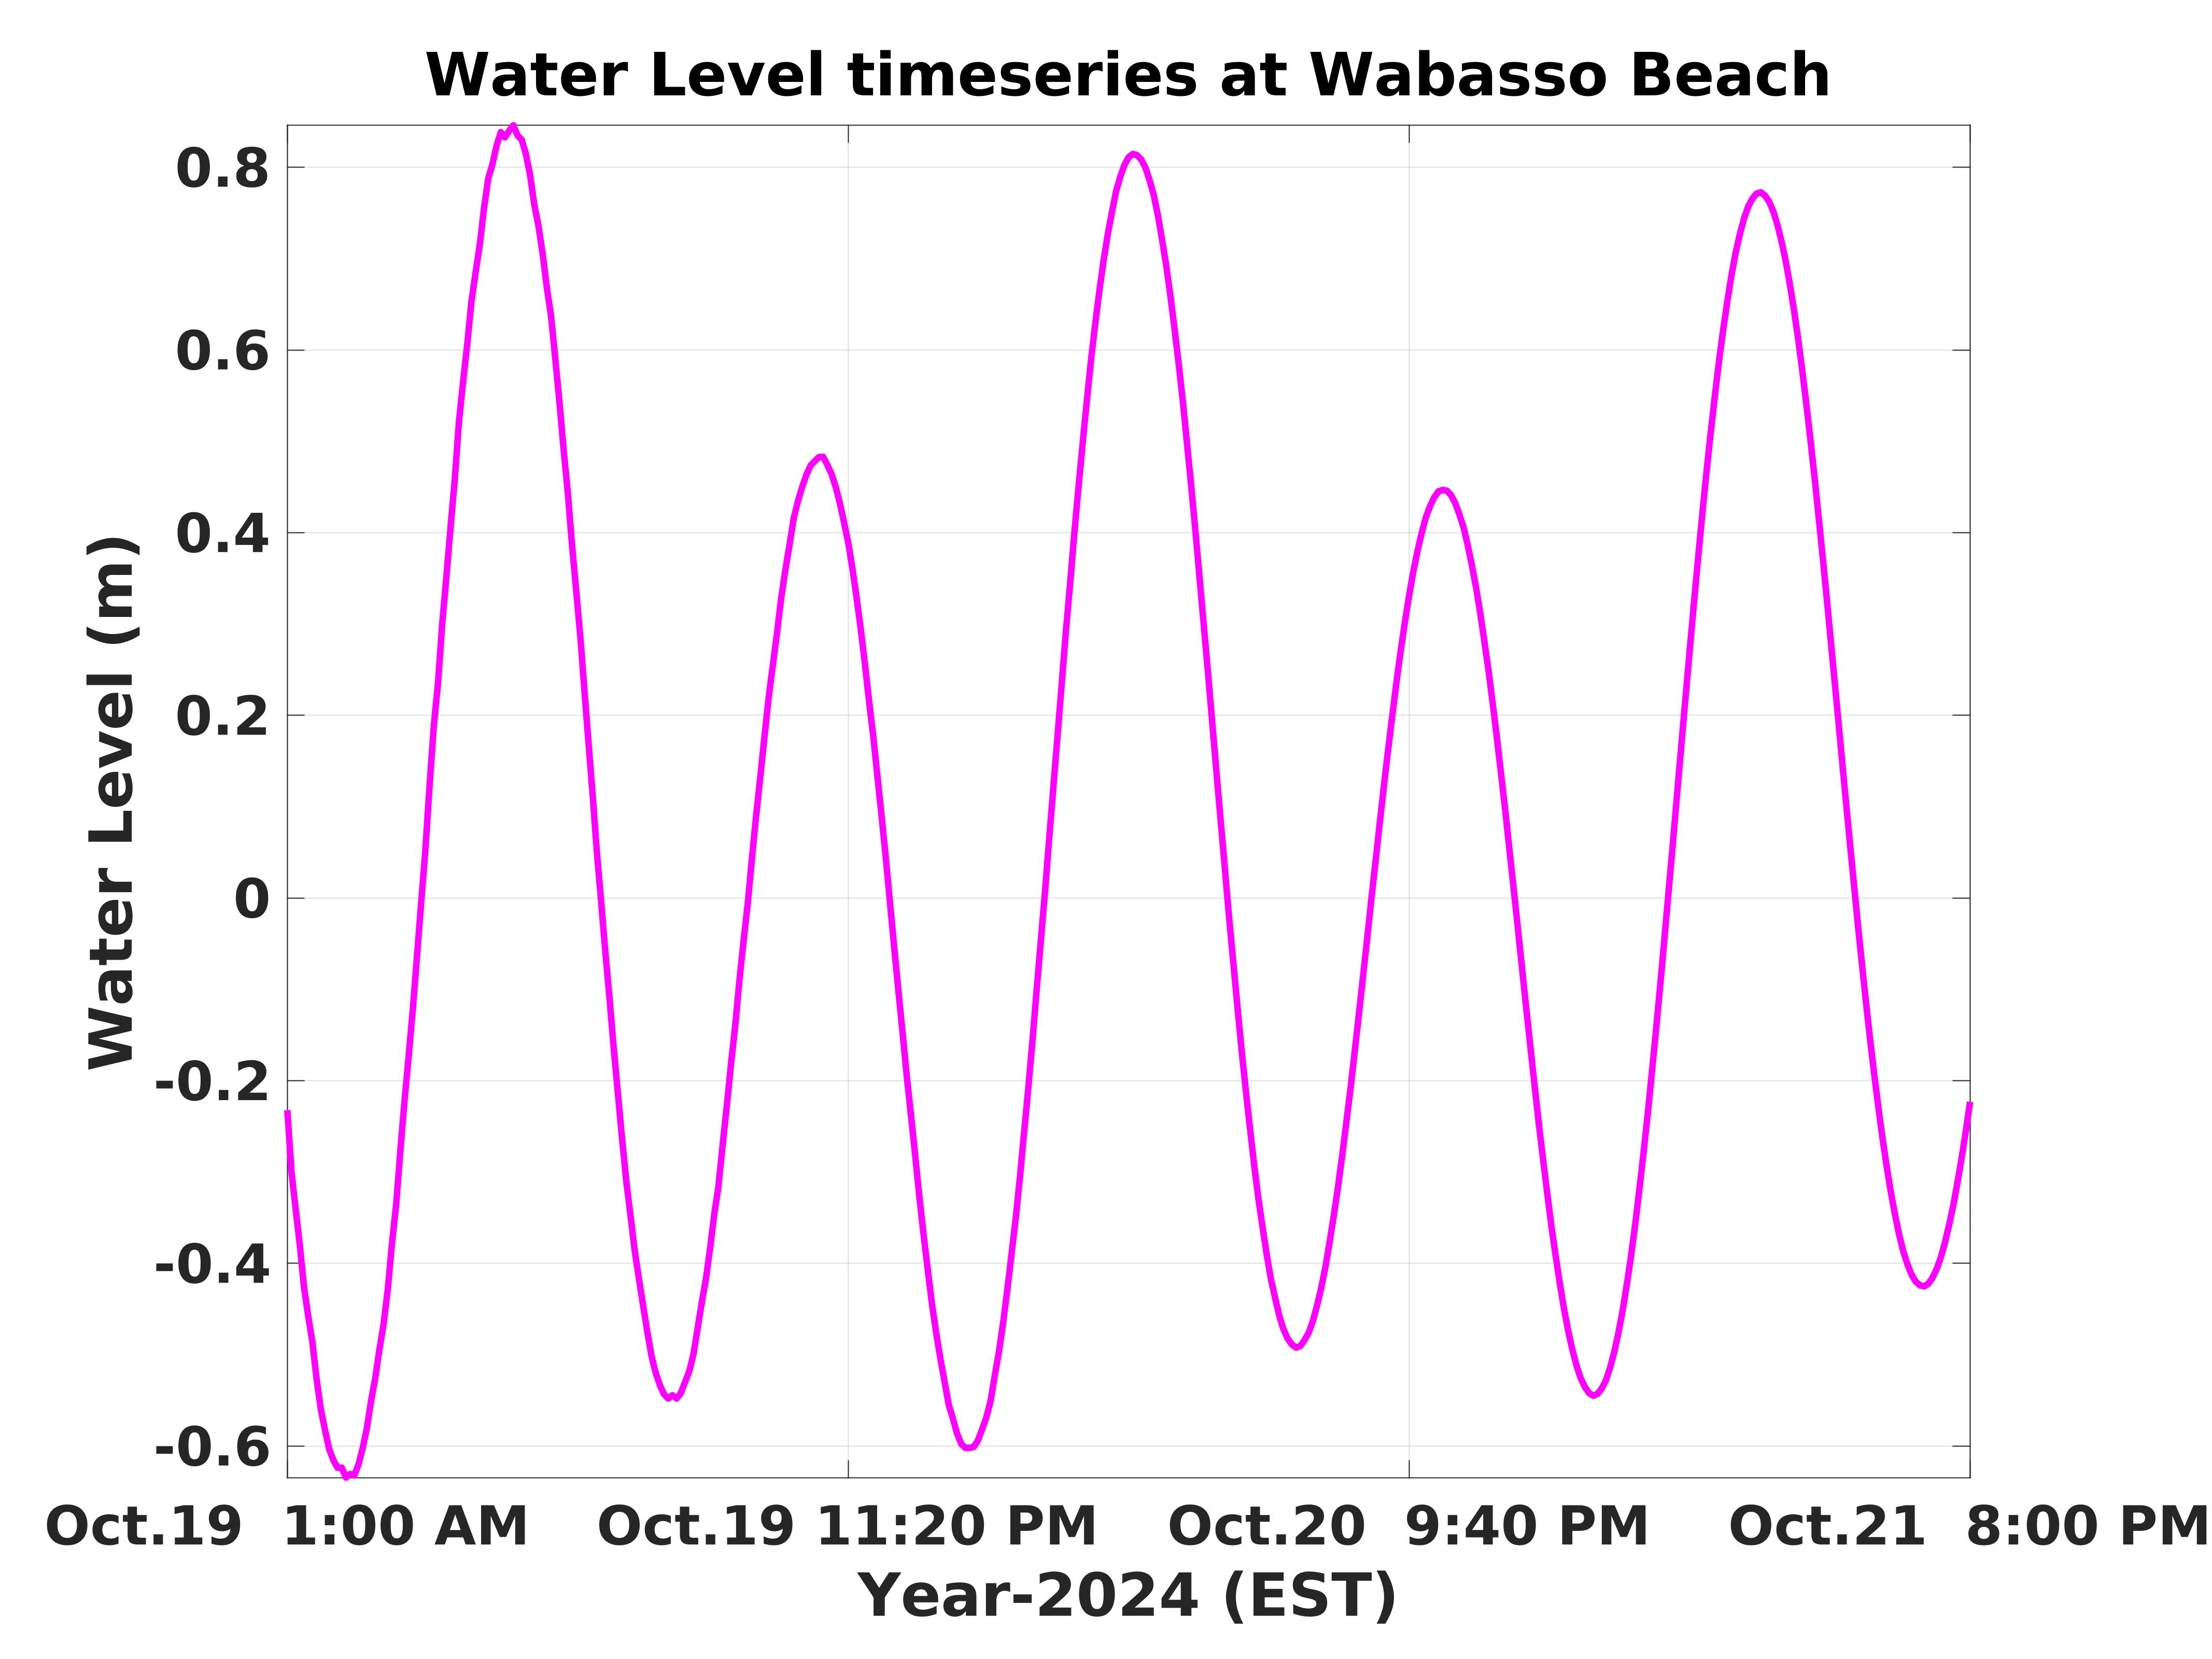 Water Level timeseries at Wabasso Beach
0.8
0.6
0.4
0.2
0
-0.2
-0.4
-0.6
Water Level (m)
Oct.19 1:00 AM Oct.19 11:20 PM Oct.20 9:40 PM Oct.21 8:00 PM
Year-2024 (EST)